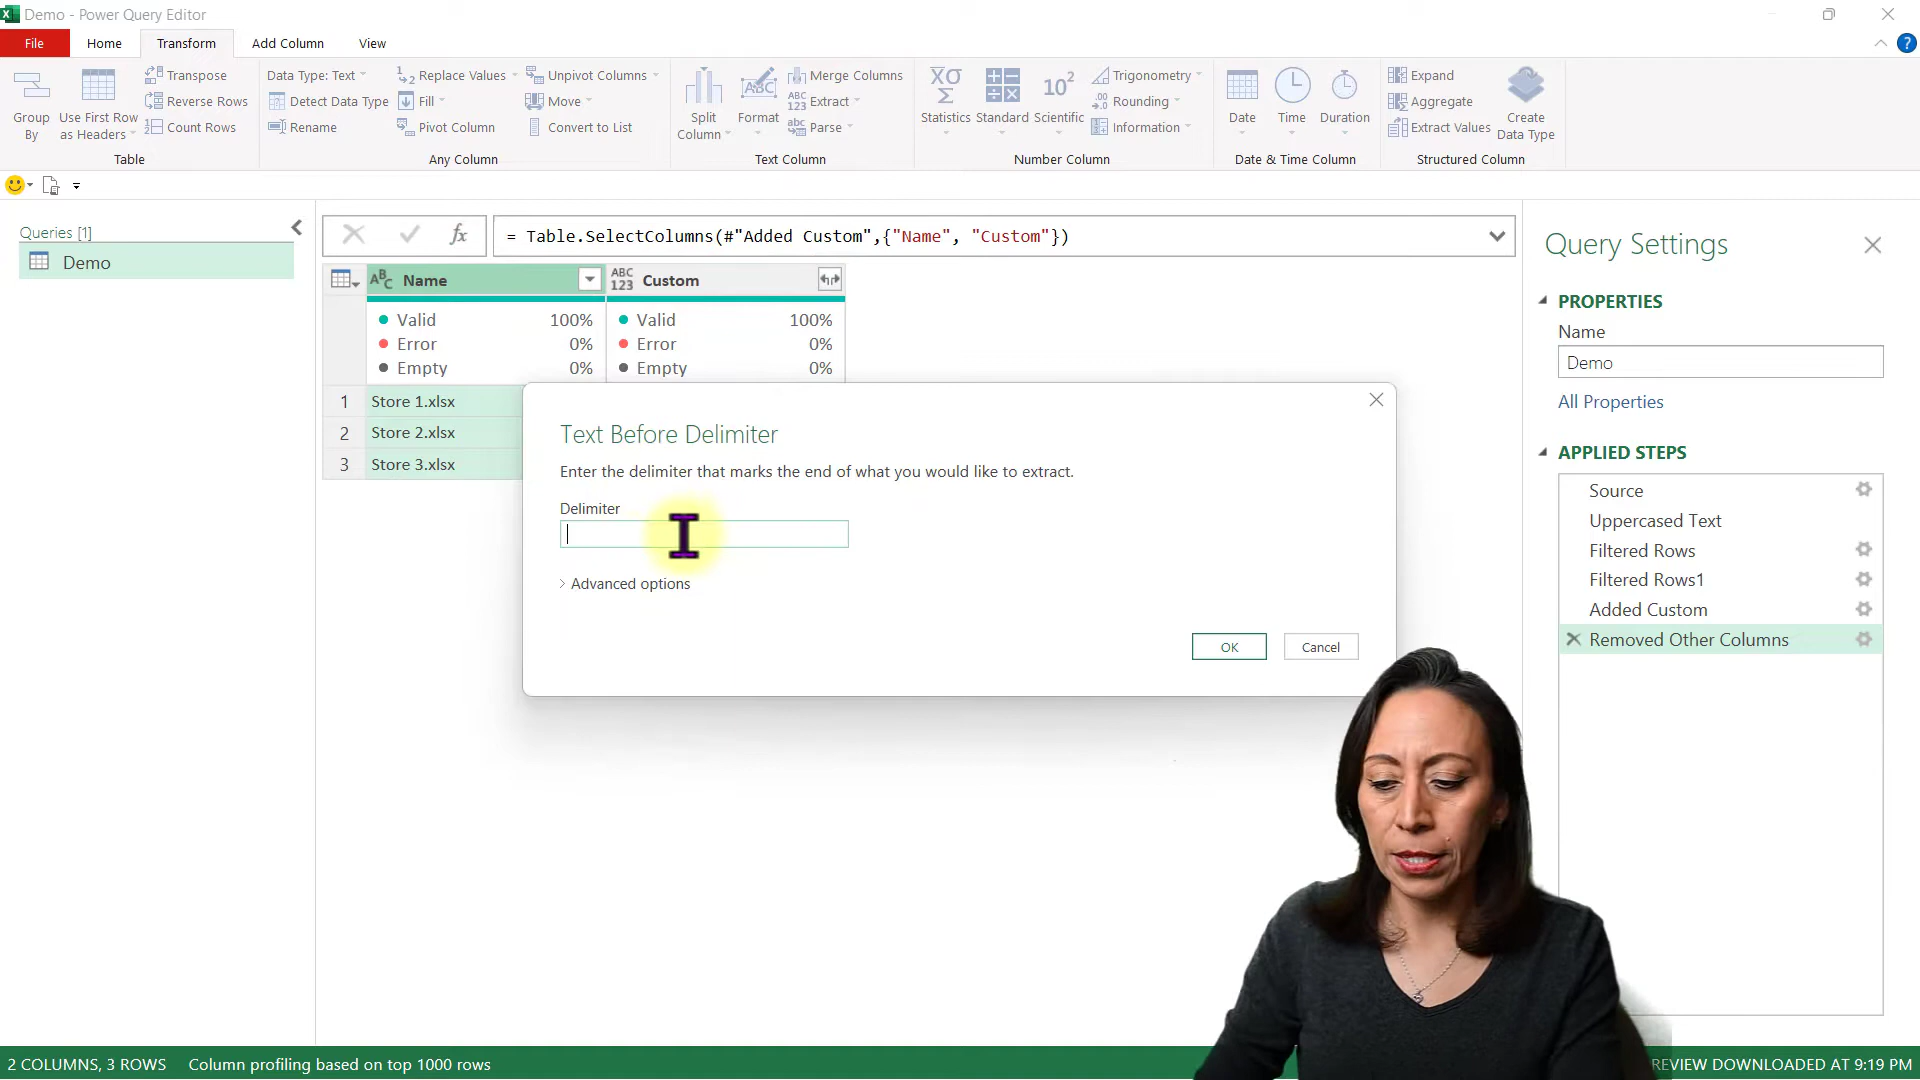 Demo - Power Query Editor
File Home Transform Add Column View
Group By
Use First Row as Headers
Transpose
Reverse Rows
Count Rows
Table
Data Type: Text
Detect Data Type
Rename
Replace Values
Fill
Pivot Column
Unpivot Columns
Move
Convert to List
Any Column
Split Column
Format
Merge Columns
Extract
Parse
Text Column
Statistics
Standard
Scientific
Trigonometry
Rounding
Information
Number Column
Date
Time
Duration
Date & Time Column
Expand
Aggregate
Extract Values
Create Data Type
Structured Column
Queries [1]
Demo
fx
= Table.SelectColumns(#"Added Custom",{"Name", "Custom"})
ABC Name
ABC 123 Custom
Valid 100% Valid 100%
Error 0% Error 0%
Empty 0% Empty 0%
1 Store 1.xlsx
2 Store 2.xlsx
3 Store 3.xlsx
Text Before Delimiter
Enter the delimiter that marks the end of what you would like to extract.
Delimiter
Advanced options
OK Cancel
Query Settings
PROPERTIES
Name
Demo
All Properties
APPLIED STEPS
Source
Uppercased Text
Filtered Rows
Filtered Rows1
Added Custom
Removed Other Columns
2 COLUMNS, 3 ROWS Column profiling based on top 1000 rows
REVIEW DOWNLOADED AT 9:19 PM